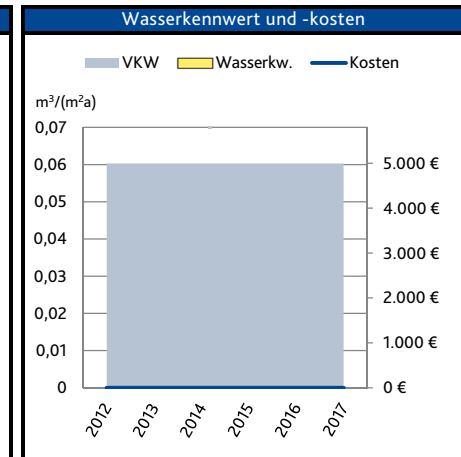 Wasserkennwert und -kosten
VKW Wasserkw. Kosten
m³/(m²a)
0,07
0,06 5.000 €
0,05 4.000 €
0,04 3.000 €
0,03
0,02 2.000 €
0,01 1.000 €
0 0 €
2012 2013 2014 2015 2016 2017